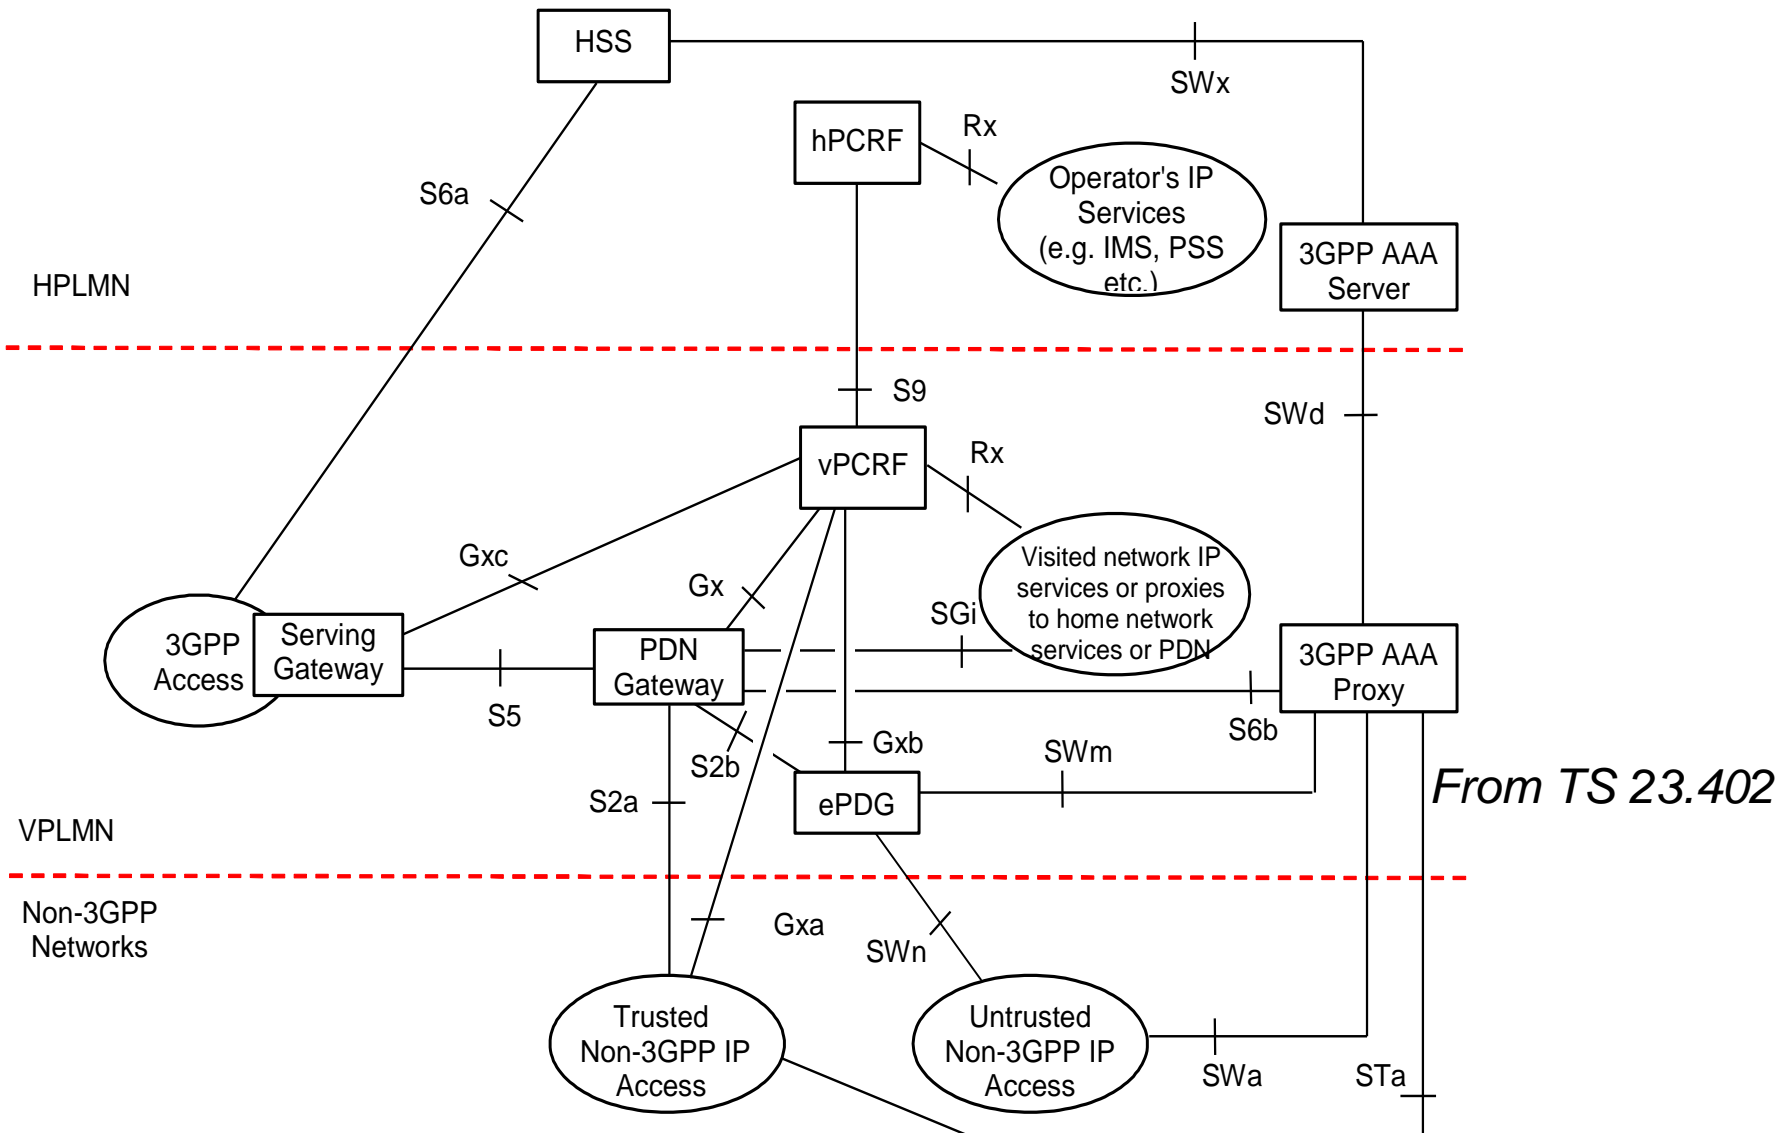 HSS
SWx
hPCRF
Rx
Operator's IP
Services
(e.g. IMS, PSS
etc.)
S6a
3GPP AAA
Server
HPLMN
S9
SWd
vPCRF
Rx
Gxc
Gx
Visited network IP
services or proxies
to home network
services or PDN
SGi
3GPP
Access
Serving
Gateway
PDN
Gateway
3GPP AAA
Proxy
S5
S6b
S2b
Gxb
SWm
S2a
ePDG
From TS 23.402
VPLMN
Non-3GPP
Networks
Gxa
SWn
Trusted
Non-3GPP IP
Access
Untrusted
Non-3GPP IP
Access
SWa
STa